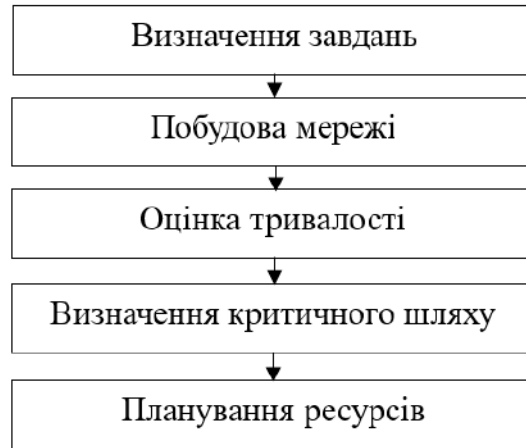 Визначення завдань
Побудова мережі
Оцінка тривалості
Визначення критичного шляху
Планування ресурсів